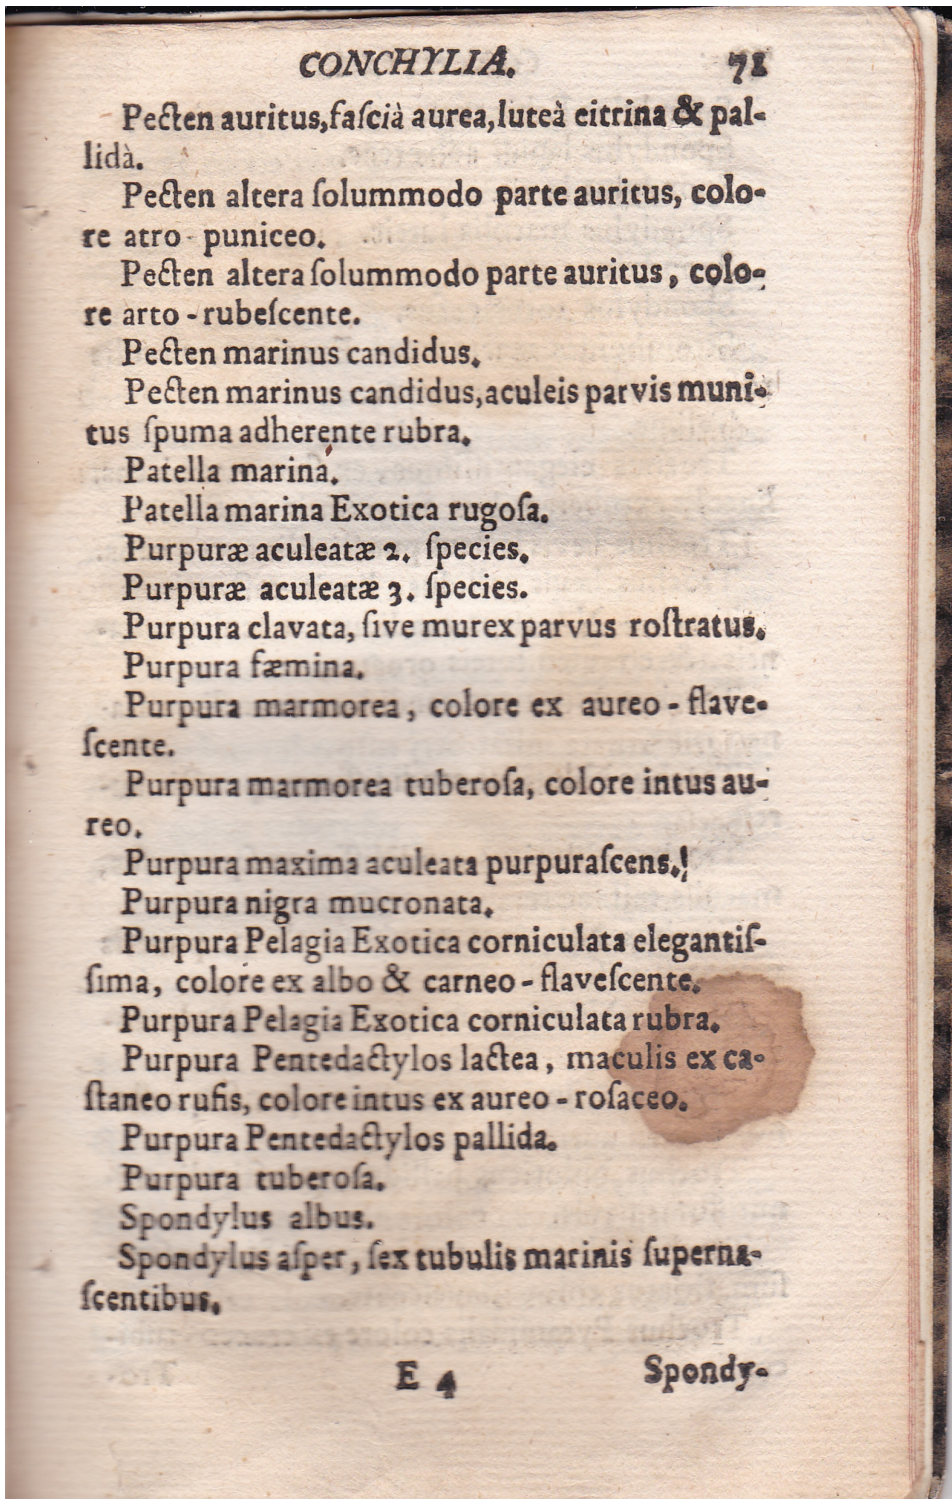 CONCHYLIA. 71
Pecten auritus, faſcià aurea, luteà eitrina & pal-
lidà.
Pecten altera ſolummodo parte auritus, colo-
re atro - puniceo.
Pecten altera ſolummodo parte auritus, colo-
re arto - rubeſcente.
Pecten marinus candidus.
Pecten marinus candidus, aculeis parvis muni-
tus ſpuma adherente rubra.
Patella marina.
Patella marina Exotica rugoſa.
Purpuræ aculeatæ 2. ſpecies.
Purpuræ aculeatæ 3. ſpecies.
Purpura clavata, ſive murex parvus roſtratus.
Purpura fæmina.
Purpura marmorea, colore ex aureo - flave-
ſcente.
Purpura marmorea tuberoſa, colore intus au-
reo.
Purpura maxima aculeata purpuraſcens.
Purpura nigra mucronata.
Purpura Pelagia Exotica corniculata elegantiſ-
ſima, colore ex albo & carneo - flaveſcente.
Purpura Pelagia Exotica corniculata rubra.
Purpura Pentedactylos lactea, maculis ex ca-
ſtaneo rufis, colore intus ex aureo - roſaceo.
Purpura Pentedactylos pallida.
Purpura tuberoſa.
Spondylus albus.
Spondylus aſper, ſex tubulis marinis ſuperna-
ſcentibus.
E 4 Spondy-